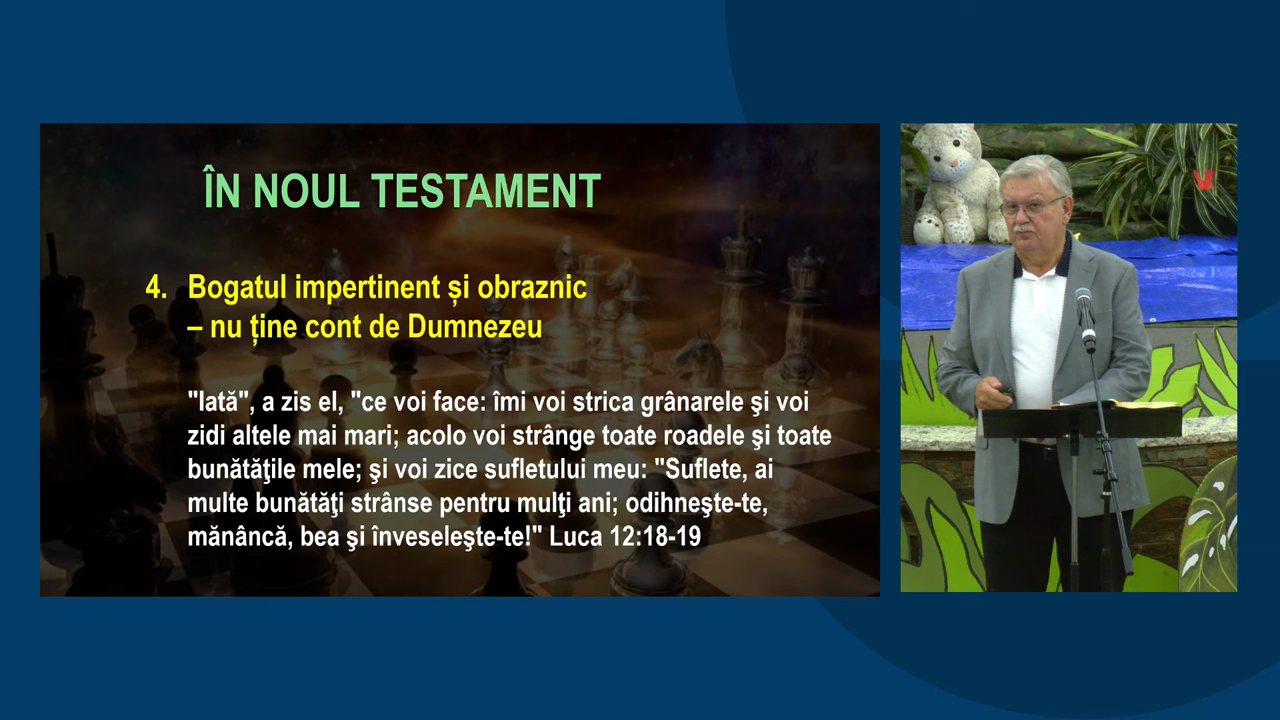 ÎN NOUL TESTAMENT
4. Bogatul impertinent și obraznic
– nu ține cont de Dumnezeu
"Iată", a zis el, "ce voi face: îmi voi strica grânarele şi voi
zidi altele mai mari; acolo voi strânge toate roadele şi toate
bunătăţile mele; şi voi zice sufletului meu: "Suflete, ai
multe bunătăţi strânse pentru mulţi ani; odihneşte-te,
mănâncă, bea şi înveseleşte-te!" Luca 12:18-19